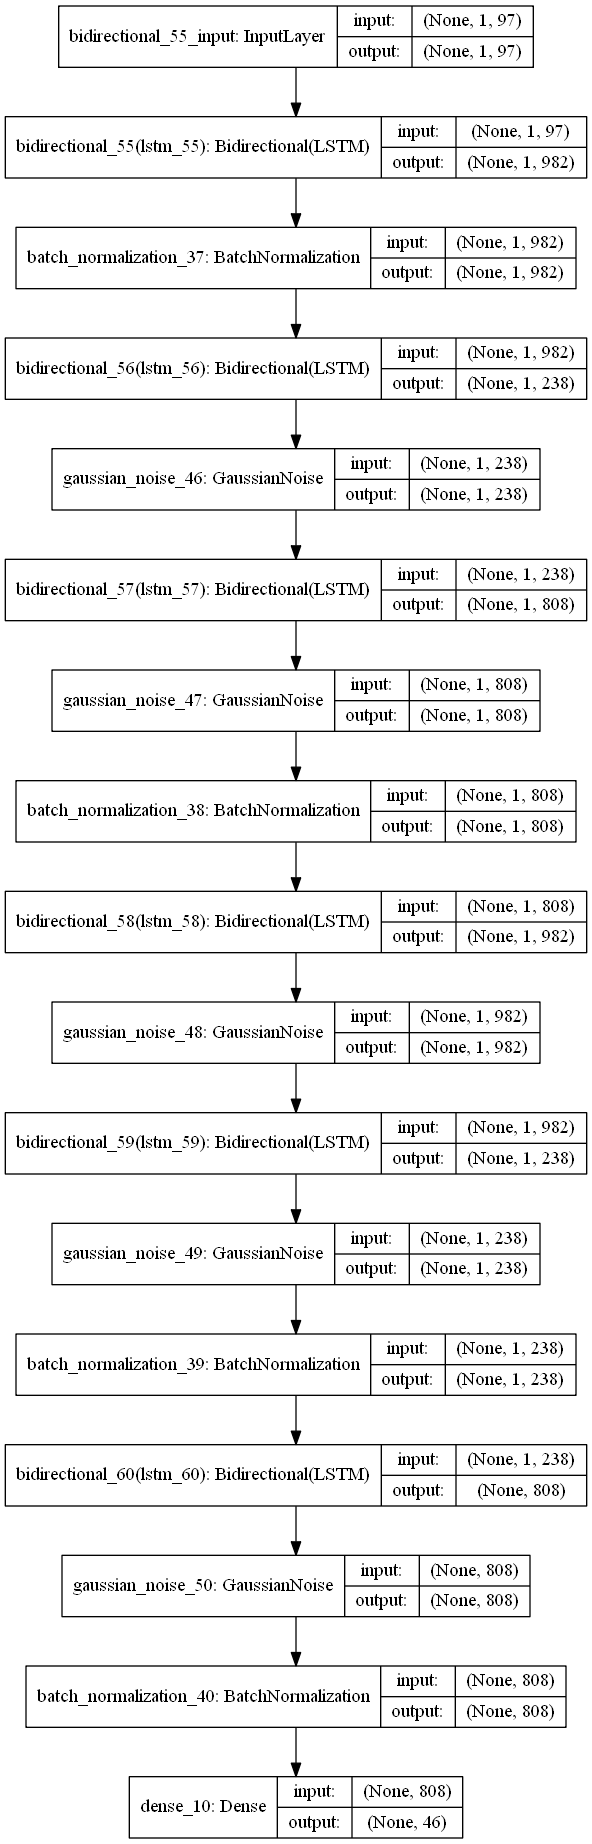 bidirectional_55_input: InputLayer
input: (None, 1, 97)
output: (None, 1, 97)
bidirectional_55(lstm_55): Bidirectional(LSTM)
input: (None, 1, 97)
output: (None, 1, 982)
batch_normalization_37: BatchNormalization
input: (None, 1, 982)
output: (None, 1, 982)
bidirectional_56(lstm_56): Bidirectional(LSTM)
input: (None, 1, 982)
output: (None, 1, 238)
gaussian_noise_46: GaussianNoise
input: (None, 1, 238)
output: (None, 1, 238)
bidirectional_57(lstm_57): Bidirectional(LSTM)
input: (None, 1, 238)
output: (None, 1, 808)
gaussian_noise_47: GaussianNoise
input: (None, 1, 808)
output: (None, 1, 808)
batch_normalization_38: BatchNormalization
input: (None, 1, 808)
output: (None, 1, 808)
bidirectional_58(lstm_58): Bidirectional(LSTM)
input: (None, 1, 808)
output: (None, 1, 982)
gaussian_noise_48: GaussianNoise
input: (None, 1, 982)
output: (None, 1, 982)
bidirectional_59(lstm_59): Bidirectional(LSTM)
input: (None, 1, 982)
output: (None, 1, 238)
gaussian_noise_49: GaussianNoise
input: (None, 1, 238)
output: (None, 1, 238)
batch_normalization_39: BatchNormalization
input: (None, 1, 238)
output: (None, 1, 238)
bidirectional_60(lstm_60): Bidirectional(LSTM)
input: (None, 1, 238)
output: (None, 808)
gaussian_noise_50: GaussianNoise
input: (None, 808)
output: (None, 808)
batch_normalization_40: BatchNormalization
input: (None, 808)
output: (None, 808)
dense_10: Dense
input: (None, 808)
output: (None, 46)